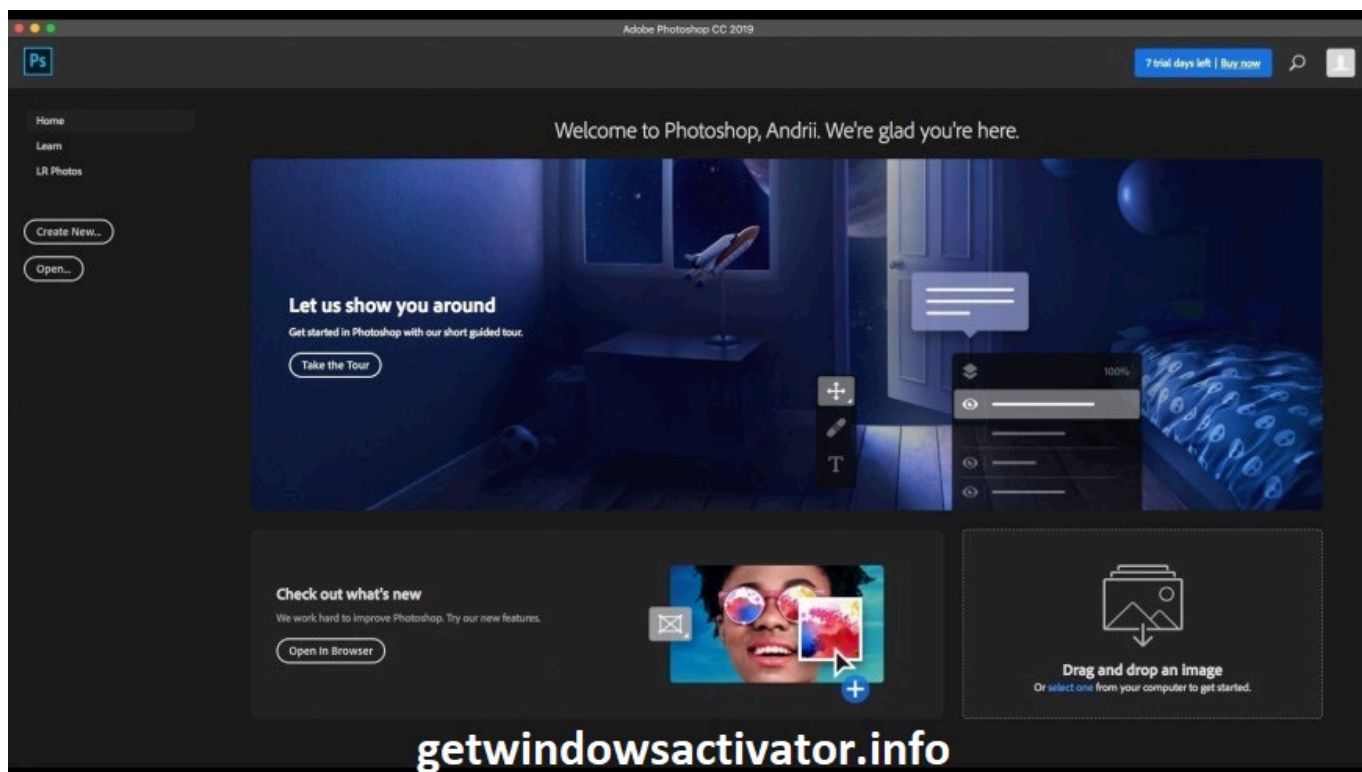 Adobe Photoshop CC 2019
Ps
7 trial days left | Buy now
Home
Learn
LR Photos
Create New...
Open...
Welcome to Photoshop, Andrii. We're glad you're here.
Let us show you around
Get started in Photoshop with our short guided tour.
Take the Tour
100%
T
Check out what's new
We work hard to improve Photoshop. Try our new features.
Open In Browser
Drag and drop an image
Or select one from your computer to get started.
getwindowsactivator.info